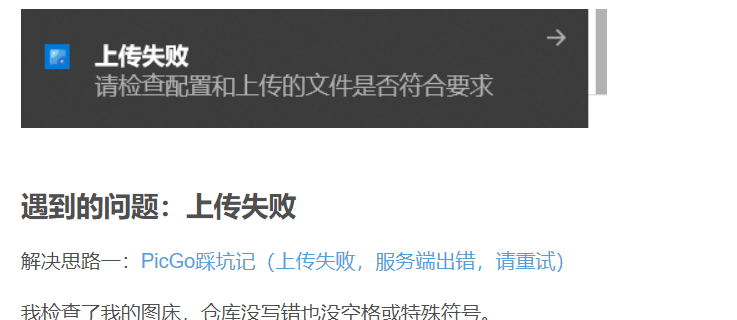 上传失败
请检查配置和上传的文件是否符合要求
遇到的问题：上传失败
解决思路一：PicGo踩坑记（上传失败，服务端出错，请重试）
我检查了我的图床，仓库没写错也没空格或特殊符号。